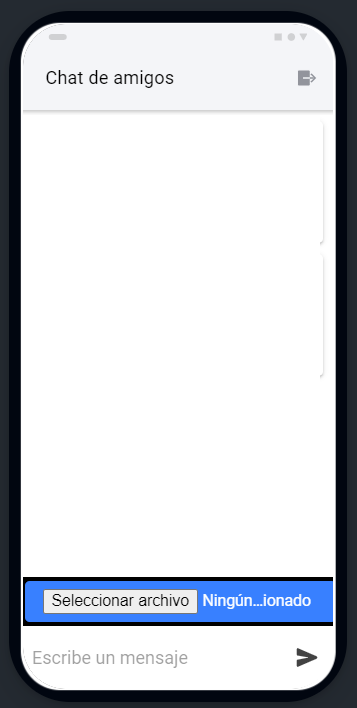 Chat de amigos
Seleccionar archivo Ningún...ionado
Escribe un mensaje